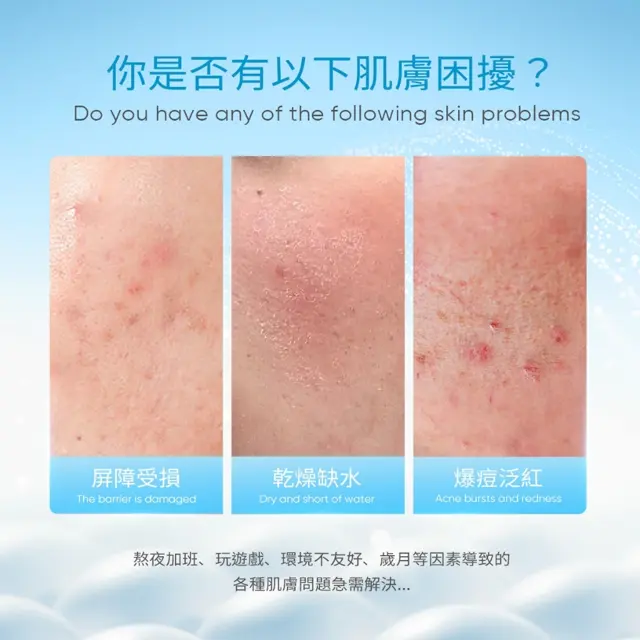 你是否有以下肌膚困擾？
Do you have any of the following skin problems
屏障受損
The barrier is damaged
乾燥缺水
Dry and short of water
爆痘泛紅
Acne bursts and redness
熬夜加班、玩遊戲、環境不友好、歲月等因素導致的
各種肌膚問題急需解決...